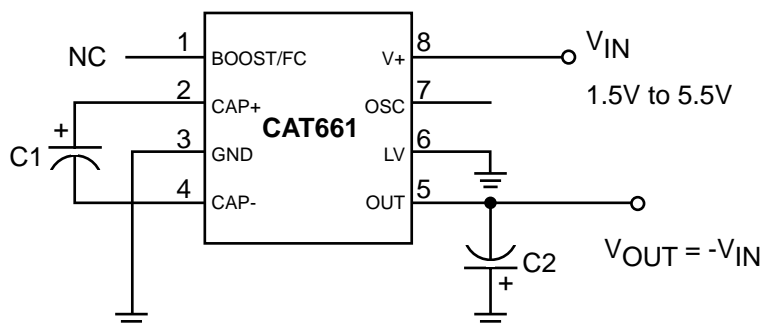 NC
1
BOOST/FC
V+
8
VIN
1.5V to 5.5V
2
CAP+
CAT661
OSC
7
+
C1
3
GND
LV
6
4
CAP-
OUT
5
C2
+
VOUT = -VIN